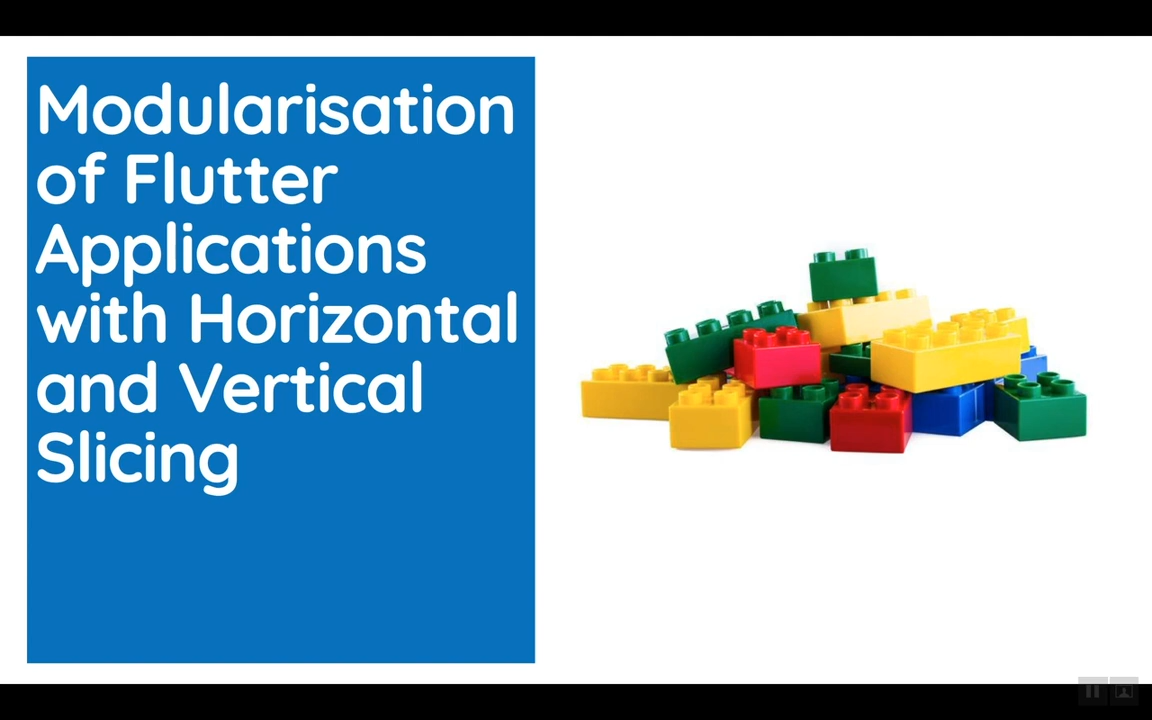 Modularisation
of Flutter
Applications
with Horizontal
and Vertical
Slicing